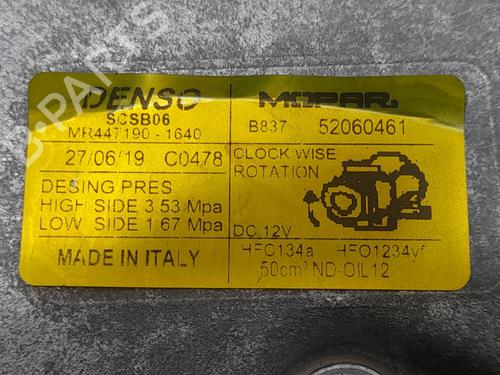 DENSO
SCSB06
MR447190-1640
27/06/19 C0478
DESING PRES
HIGH SIDE 3.53 Mpa
LOW SIDE 1.67 Mpa
MADE IN ITALY
MOPAR
B837 52060461
CLOCK WISE
ROTATION
DC 12V
HFC134a HFO1234yf
50cm³ ND-OIL12
B-PARTS